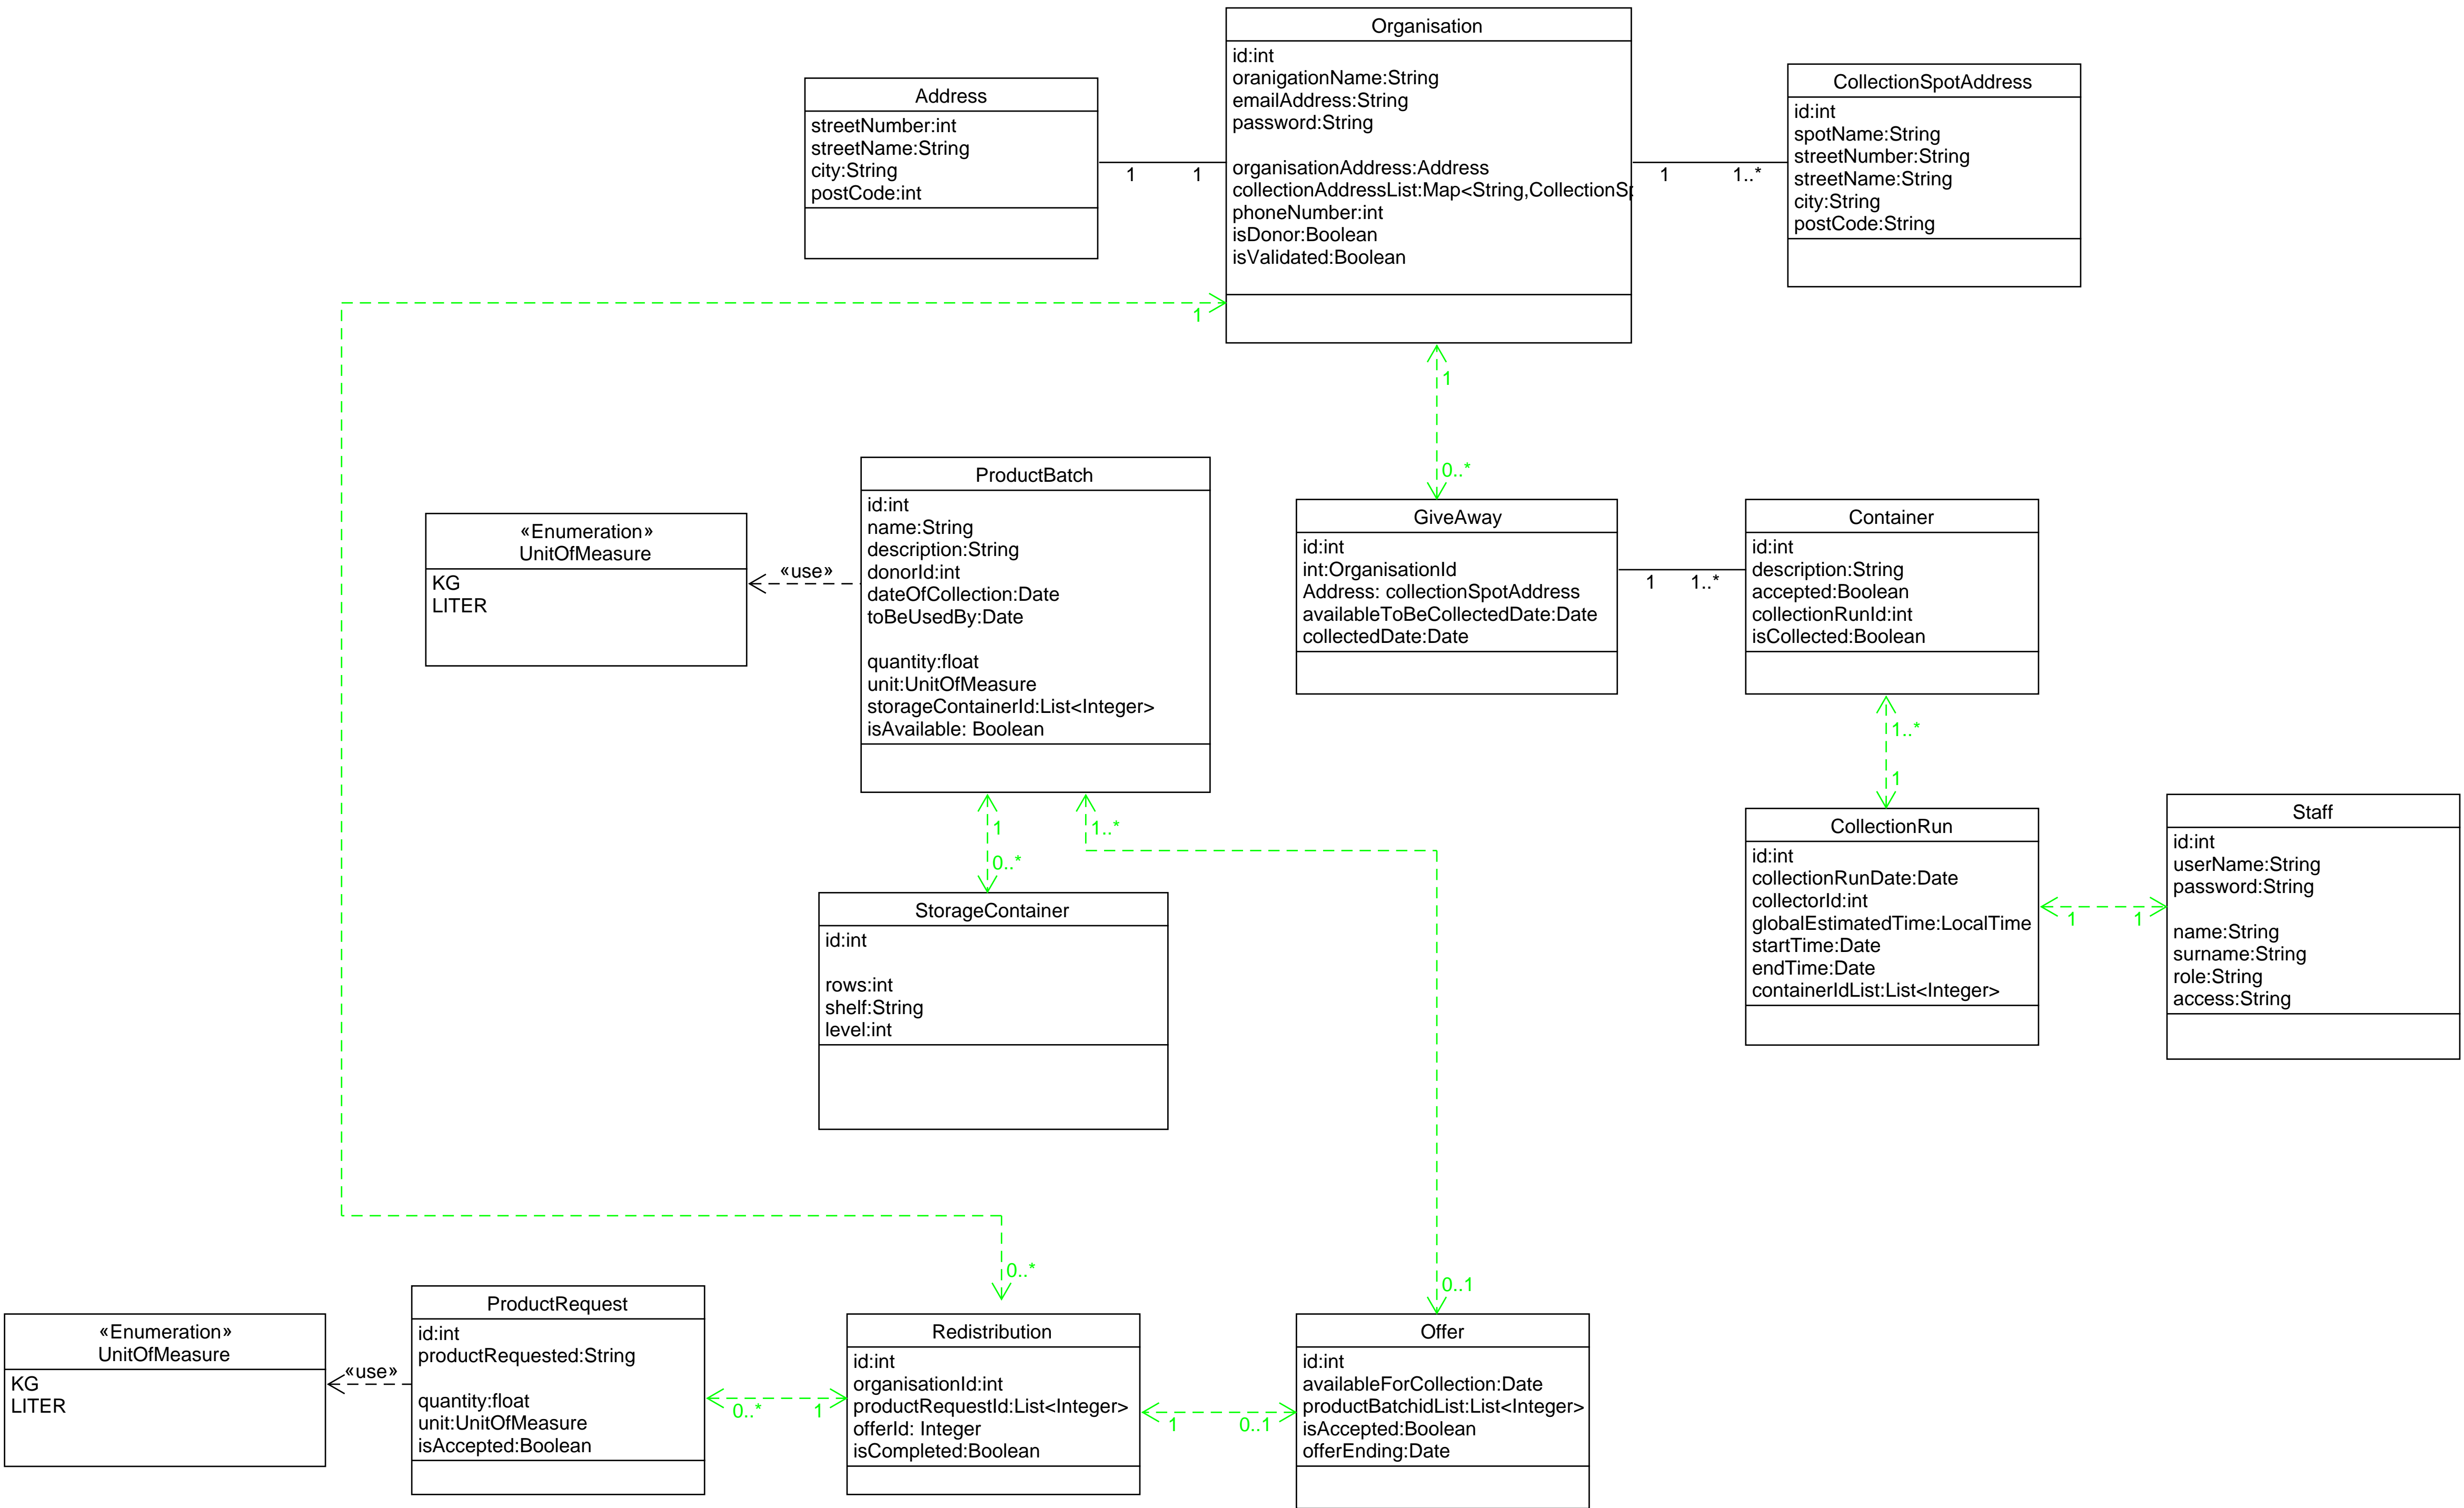 Organisation
id:int
oranigationName:String
emailAddress:String
password:String
organisationAddress:Address
collectionAddressList:Map<String,CollectionSp
phoneNumber:int
isDonor:Boolean
isValidated:Boolean
Address
streetNumber:int
streetName:String
city:String
postCode:int
1
1
CollectionSpotAddress
id:int
spotName:String
streetNumber:String
streetName:String
city:String
postCode:String
1
1..*
1
1
0..*
ProductBatch
id:int
name:String
description:String
donorId:int
dateOfCollection:Date
toBeUsedBy:Date
quantity:float
unit:UnitOfMeasure
storageContainerId:List<Integer>
isAvailable: Boolean
«Enumeration»
UnitOfMeasure
KG
LITER
«use»
GiveAway
id:int
int:OrganisationId
Address: collectionSpotAddress
availableToBeCollectedDate:Date
collectedDate:Date
1
1..*
Container
id:int
description:String
accepted:Boolean
collectionRunId:int
isCollected:Boolean
1..*
1
1
0..*
1..*
StorageContainer
id:int
rows:int
shelf:String
level:int
CollectionRun
id:int
collectionRunDate:Date
collectorId:int
globalEstimatedTime:LocalTime
startTime:Date
endTime:Date
containerIdList:List<Integer>
1
1
Staff
id:int
userName:String
password:String
name:String
surname:String
role:String
access:String
0..*
0..1
«Enumeration»
UnitOfMeasure
KG
LITER
«use»
ProductRequest
id:int
productRequested:String
quantity:float
unit:UnitOfMeasure
isAccepted:Boolean
0..*
1
Redistribution
id:int
organisationId:int
productRequestId:List<Integer>
offerId: Integer
isCompleted:Boolean
1
0..1
Offer
id:int
availableForCollection:Date
productBatchidList:List<Integer>
isAccepted:Boolean
offerEnding:Date